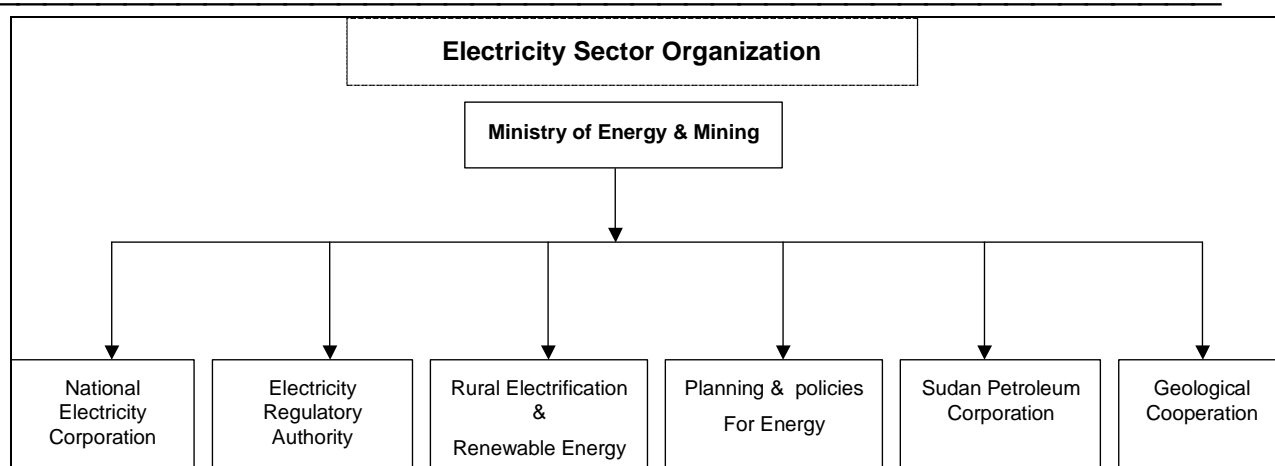 Electricity Sector Organization
Ministry of Energy & Mining
National
Electricity
Corporation
Electricity
Regulatory
Authority
Rural Electrification
&
Renewable Energy
Planning & policies
For Energy
Sudan Petroleum
Corporation
Geological
Cooperation